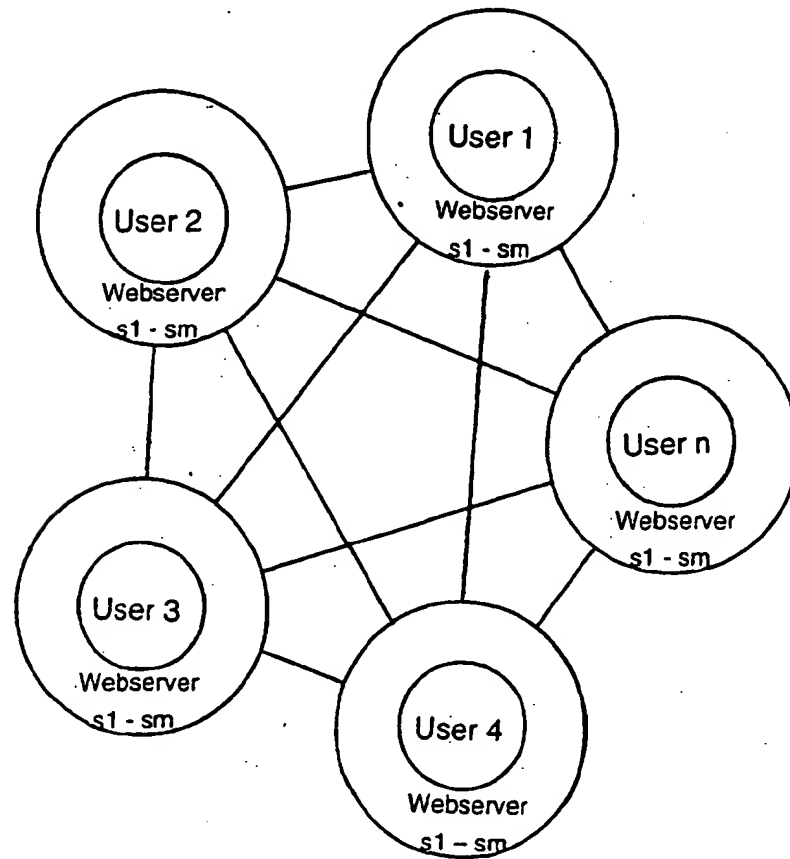 User 1
Webserver
s1 - sm
User 2
Webserver
s1 - sm
User n
Webserver
s1 - sm
User 3
Webserver
s1 - sm
User 4
Webserver
s1 – sm